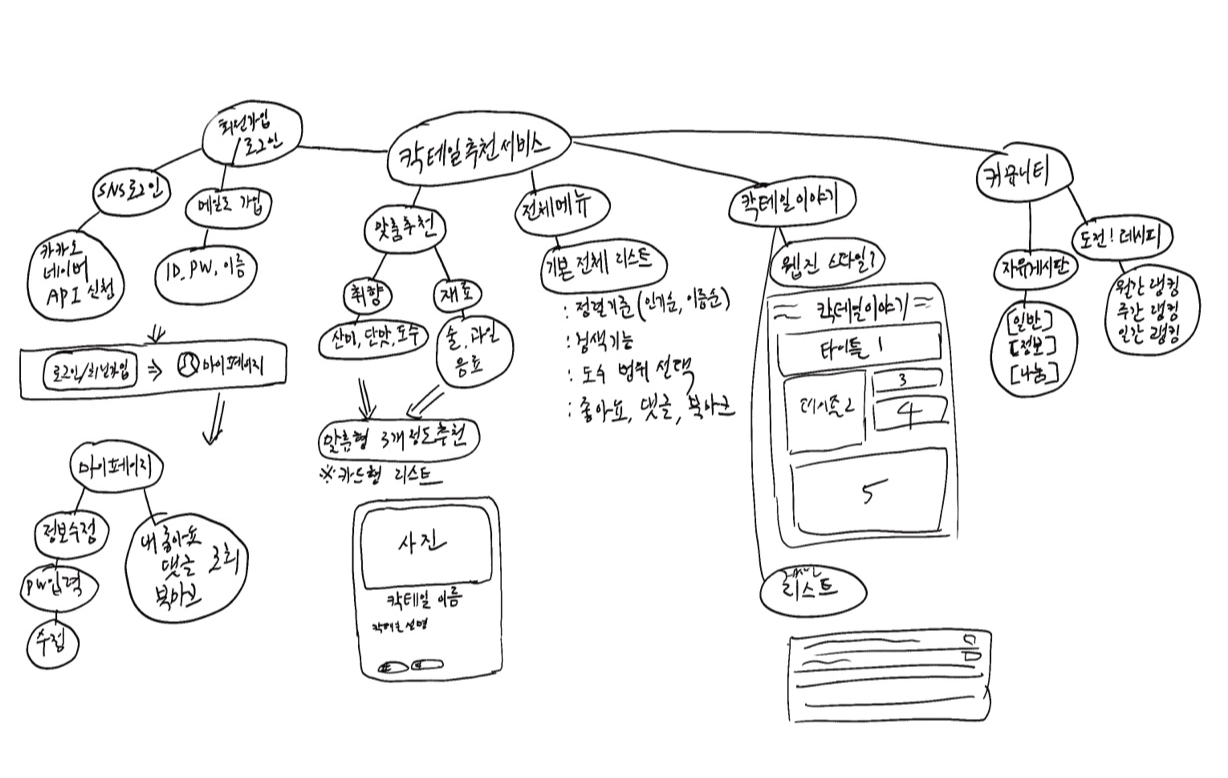 회원가입
로그인
SNS로그인
메일로 가입
카카오
네이버
API 신청
ID, PW, 이름
로그인/회원가입 ⇒ 마이페이지
마이페이지
정보수정
PW입력
수정
내 좋아요
댓글
북마크
조회
칵테일추천서비스
맞춤추천
취향
재료
산미, 단맛, 도수
술, 과일
음료
맞춤형 3개정도추천
※카드형 리스트
사진
칵테일 이름
칵테일 설명
전체메뉴
기본 전체 리스트
: 정렬기준 (인기순, 이름순)
: 검색기능
: 도수 범위 선택
: 좋아요, 댓글, 북마크
칵테일이야기
웹진 스타일?
칵테일이야기
타이틀 1
2
3
4
5
리스트
커뮤니티
자유게시판
[일반]
[정보]
[나눔]
도전! 레시피
월간 랭킹
주간 랭킹
일간 랭킹